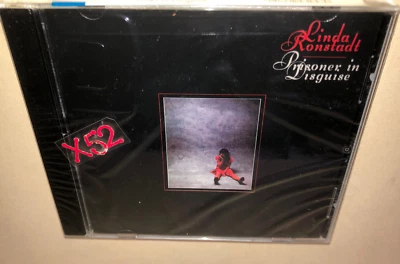 Linda
Ronstadt
Prisoner in
Disguise
X52